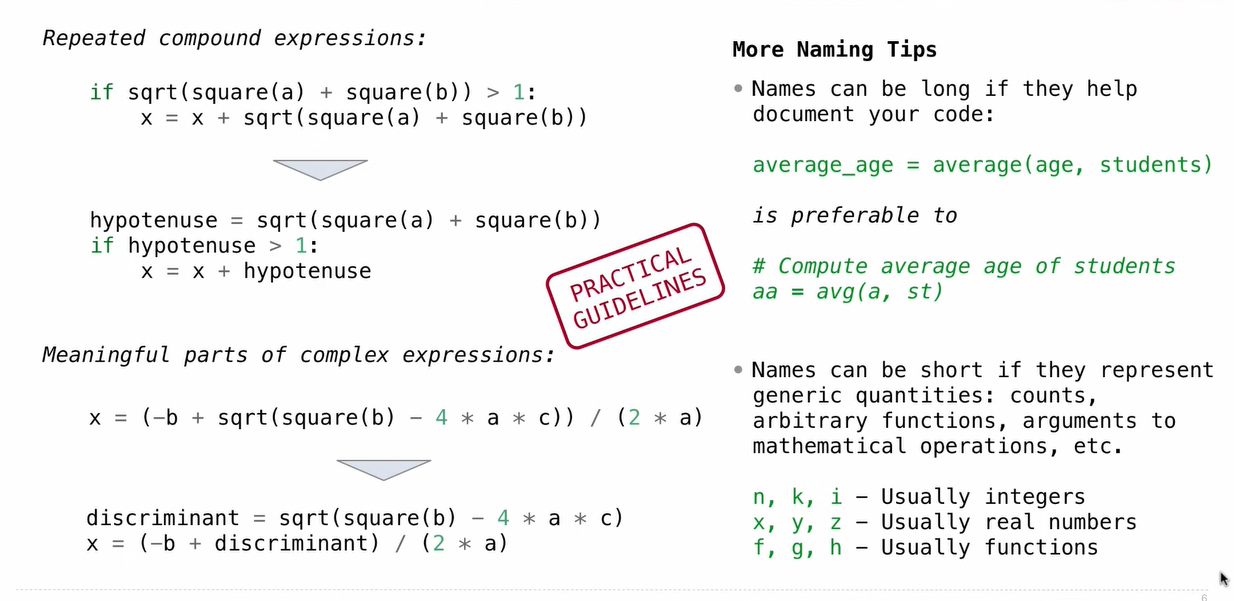 Repeated compound expressions:
if sqrt(square(a) + square(b)) > 1:
x = x + sqrt(square(a) + square(b))
hypotenuse = sqrt(square(a) + square(b))
if hypotenuse > 1:
x = x + hypotenuse
Meaningful parts of complex expressions:
x = (-b + sqrt(square(b) - 4 * a * c)) / (2 * a)
discriminant = sqrt(square(b) - 4 * a * c)
x = (-b + discriminant) / (2 * a)
PRACTICAL
GUIDELINES
More Naming Tips
• Names can be long if they help
document your code:
average_age = average(age, students)
is preferable to
# Compute average age of students
aa = avg(a, st)
• Names can be short if they represent
generic quantities: counts,
arbitrary functions, arguments to
mathematical operations, etc.
n, k, i - Usually integers
x, y, z - Usually real numbers
f, g, h - Usually functions
6